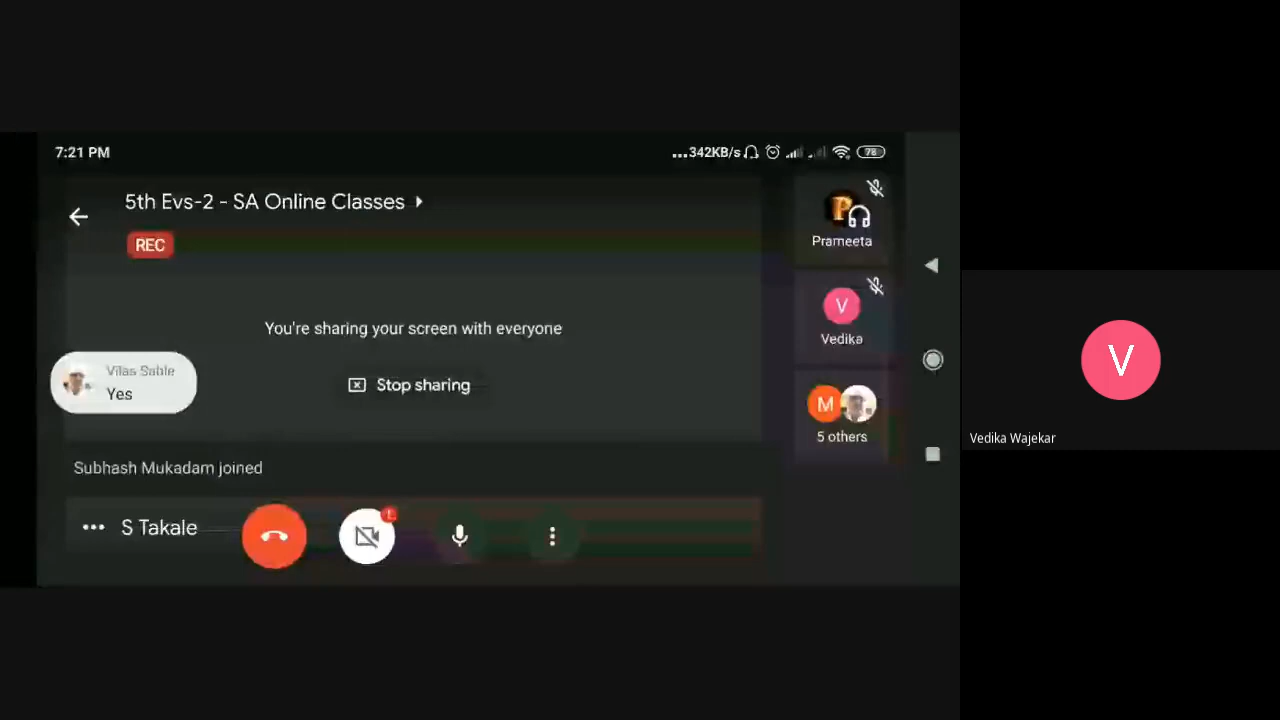 7:21 PM
...342KB/s
78
5th Evs-2 - SA Online Classes
REC
P
Prameeta
You're sharing your screen with everyone
V
Vedika
Vilas Sable
Yes
Stop sharing
M
5 others
Subhash Mukadam joined
S Takale
V
Vedika Wajekar